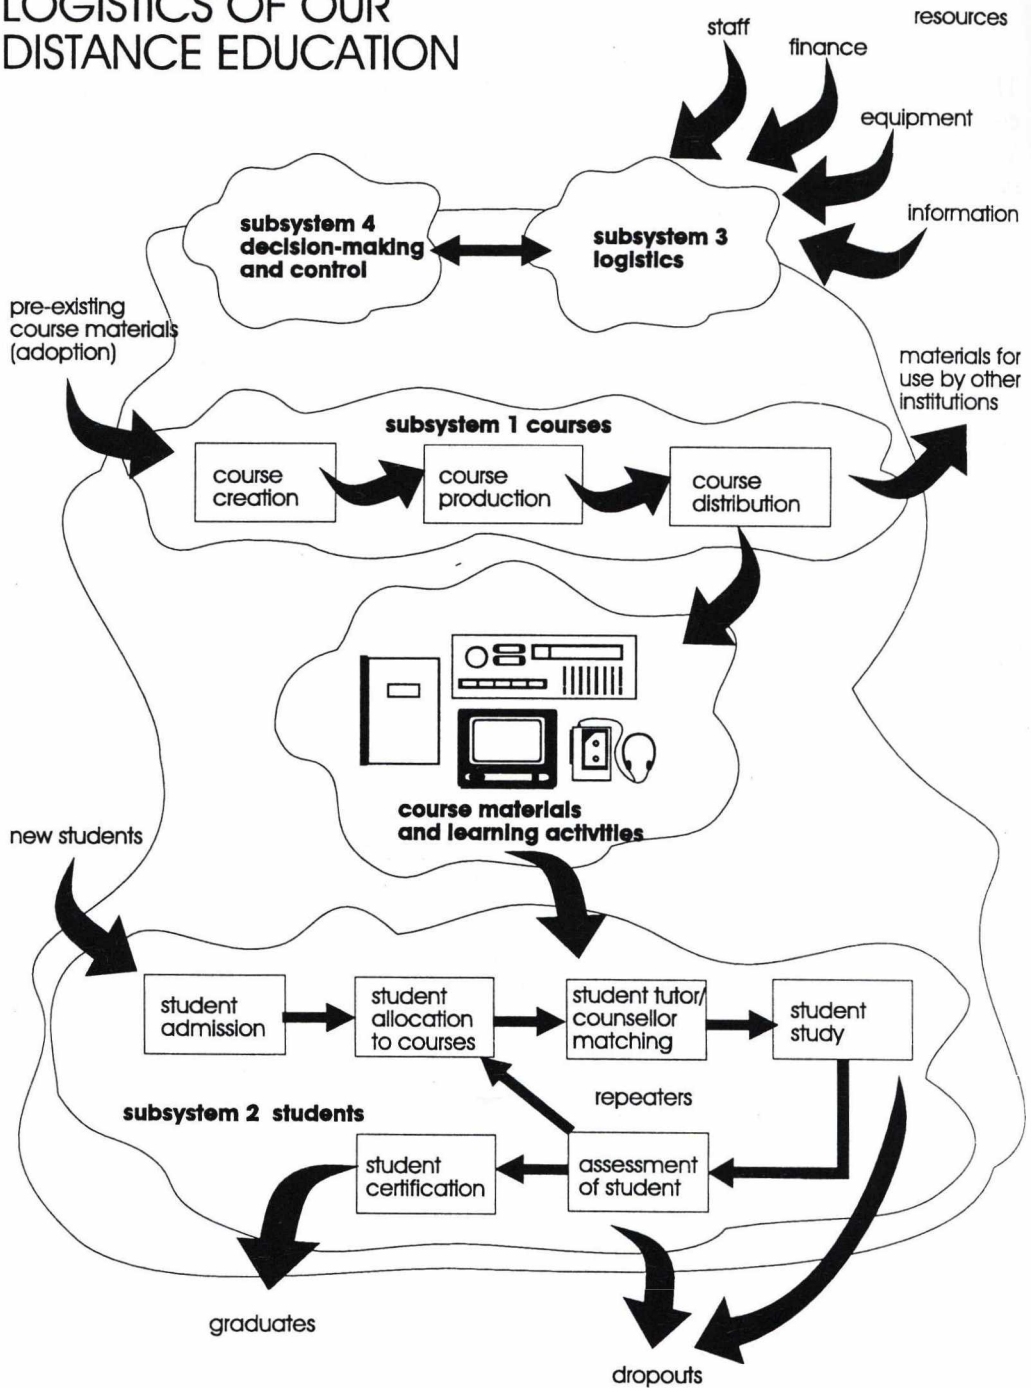 LOGISTICS OF OUR
DISTANCE EDUCATION
resources
staff
finance
equipment
information
subsystem 4
decision-making
and control
subsystem 3
logistics
pre-existing
course materials
(adoption)
materials for
use by other
institutions
subsystem 1 courses
course
creation
course
production
course
distribution
course materials
and learning activities
new students
student
admission
student
allocation
to courses
student tutor/
counsellor
matching
student
study
repeaters
subsystem 2 students
student
certification
assessment
of student
graduates
dropouts